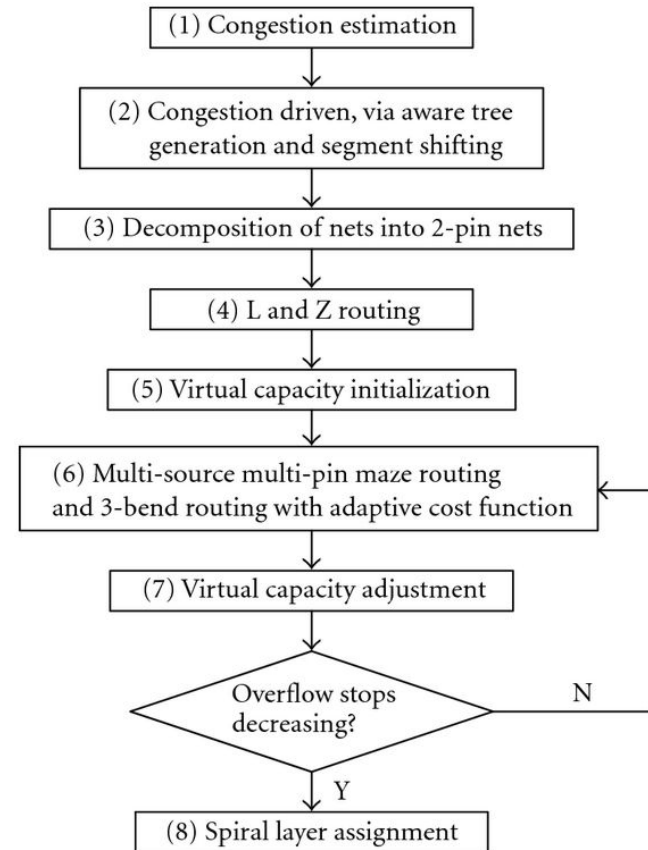 (1) Congestion estimation
(2) Congestion driven, via aware tree
generation and segment shifting
(3) Decomposition of nets into 2-pin nets
(4) L and Z routing
(5) Virtual capacity initialization
(6) Multi-source multi-pin maze routing
and 3-bend routing with adaptive cost function
(7) Virtual capacity adjustment
Overflow stops
decreasing?
N
Y
(8) Spiral layer assignment